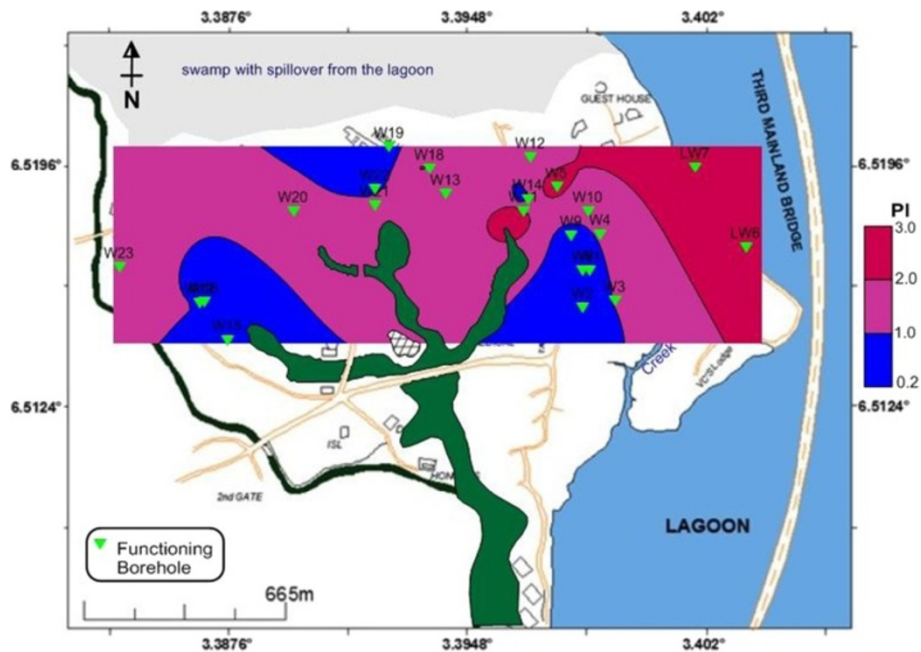 3.3876°
3.3948°
3.402°
swamp with spillover from the lagoon
N
GUEST HOUSE
THIRD MAINLAND BRIDGE
W19
W12
6.5196°
W18
LW7
6.5196°
W5
W13
W14
W20
W10
PI
W9
W4
3.0
LW6
W23
2.0
W3
W2
1.0
0.2
Creek
VC'S Lodge
6.5124°
6.5124°
ISL
2nd GATE
LAGOON
Functioning
Borehole
665m
3.3876°
3.3948°
3.402°